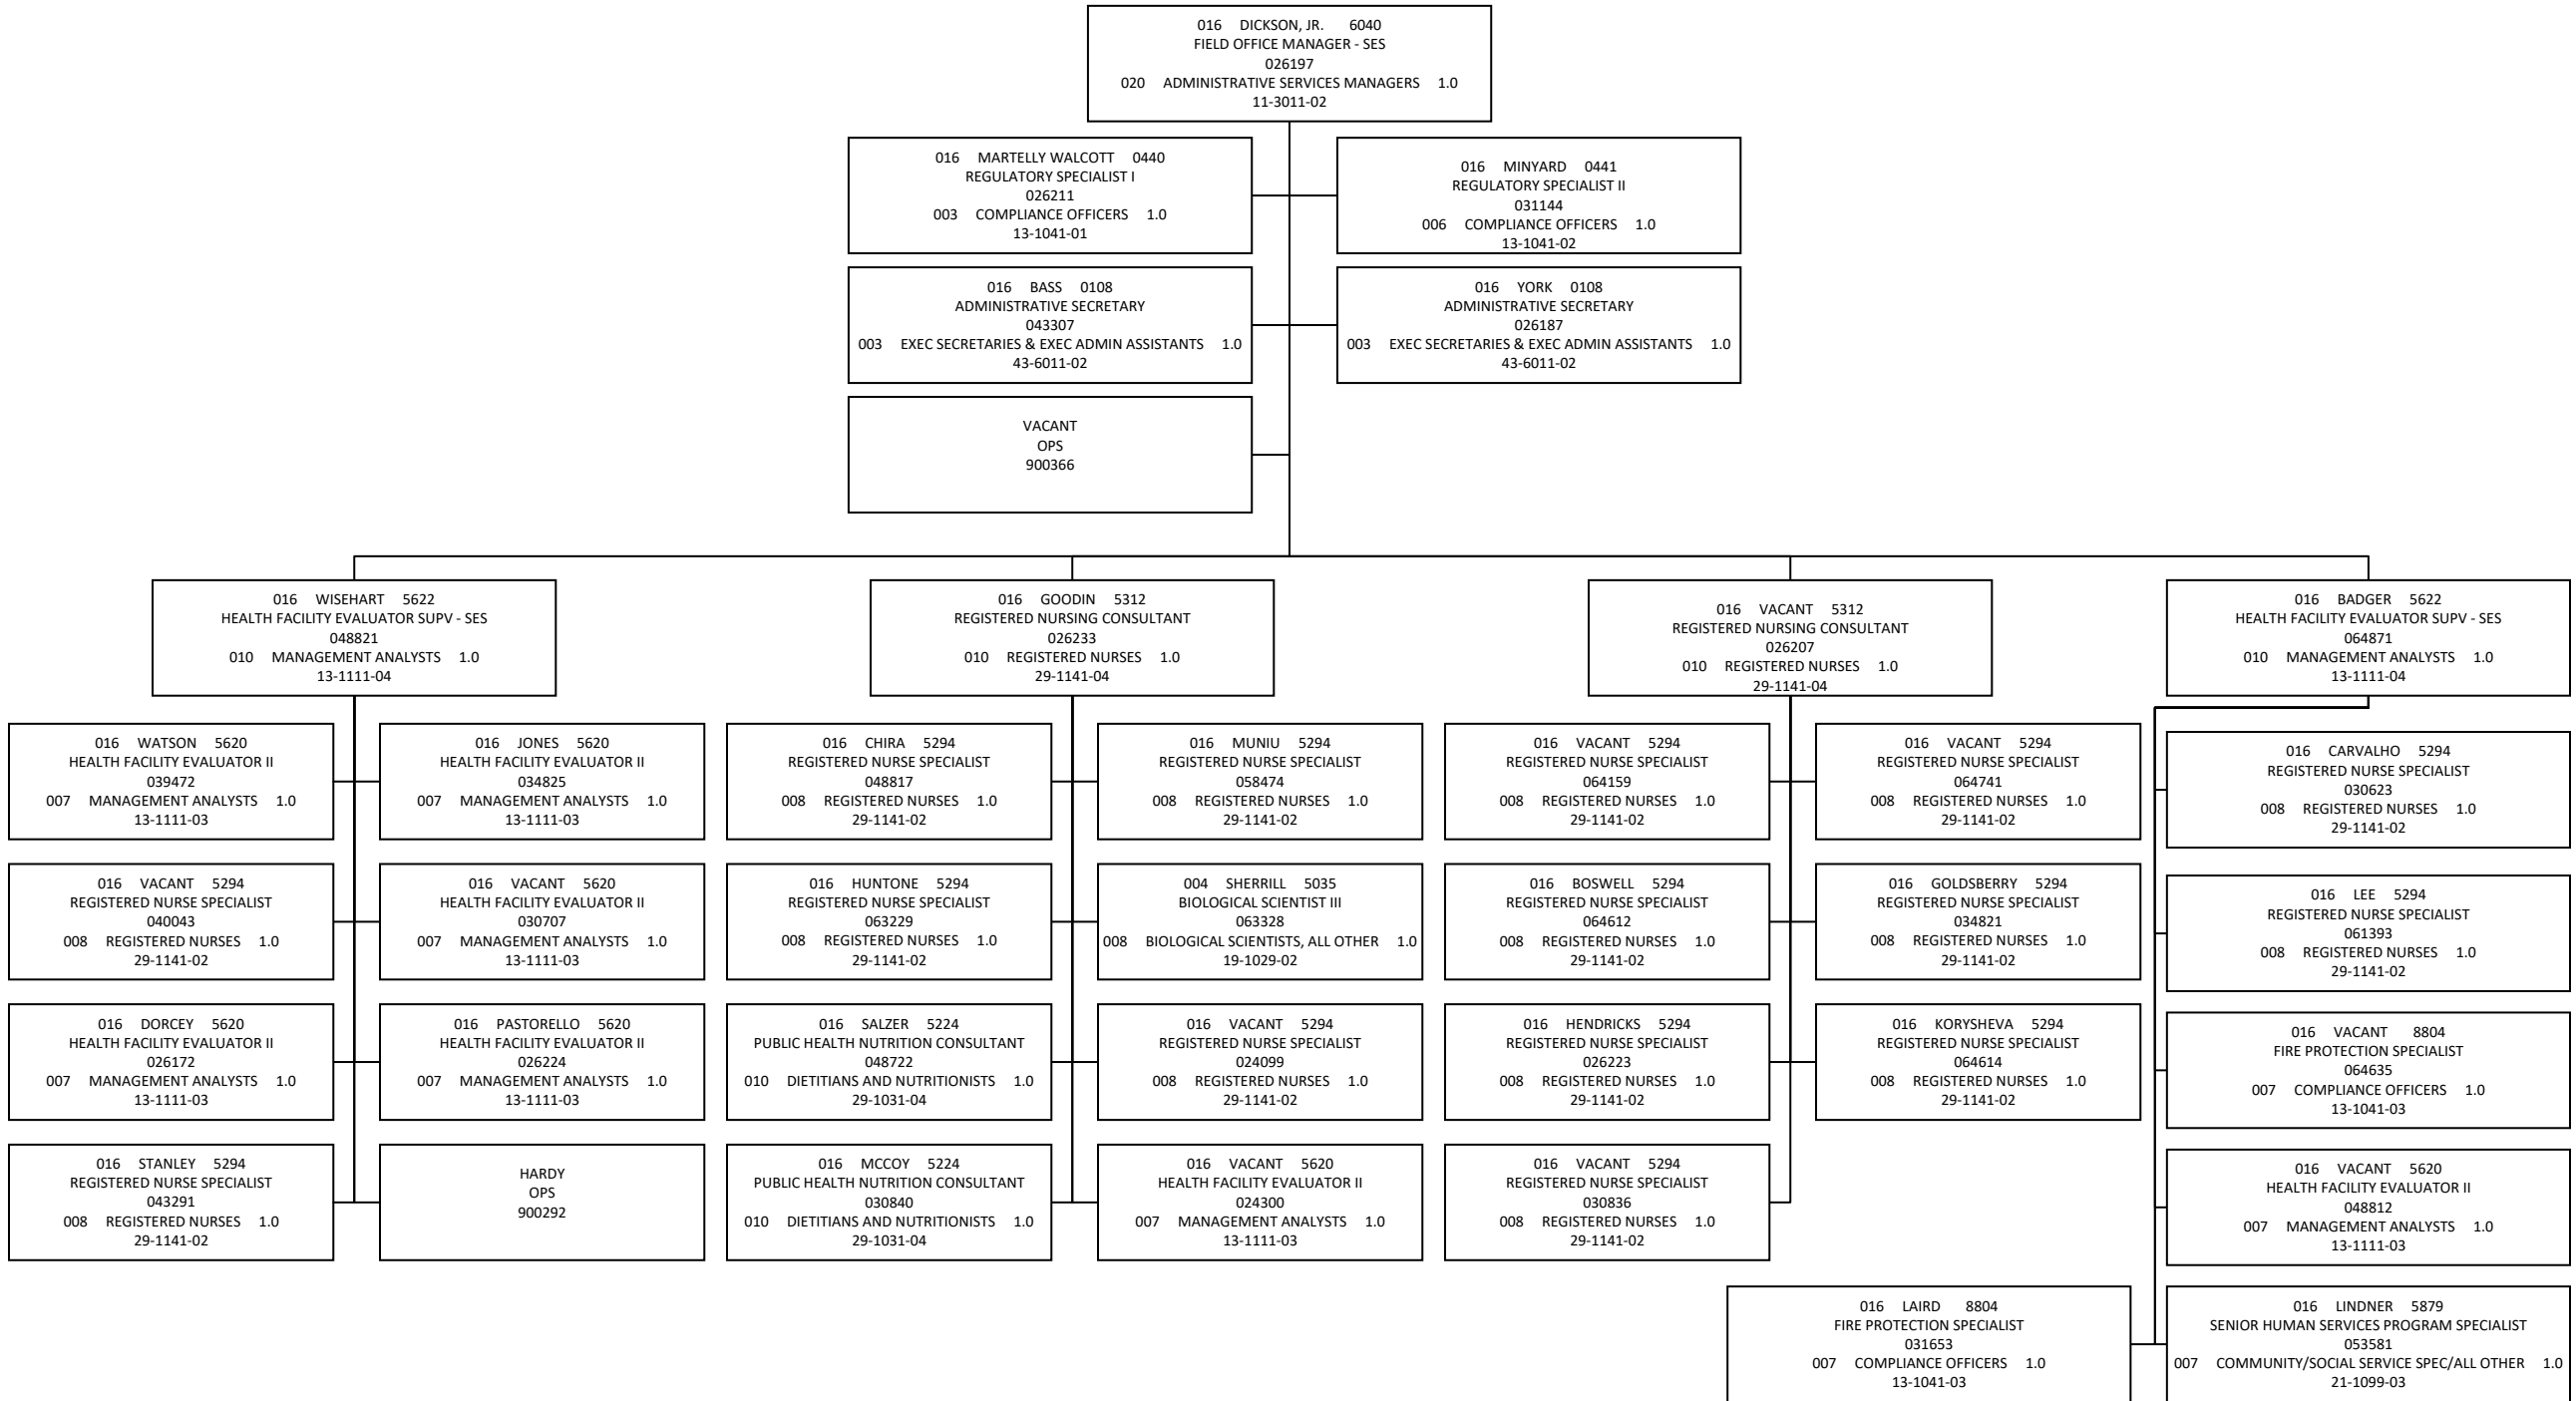 016 DICKSON, JR. 6040
FIELD OFFICE MANAGER - SES
026197
020 ADMINISTRATIVE SERVICES MANAGERS 1.0
11-3011-02
016 MARTELLY WALCOTT 0440
REGULATORY SPECIALIST I
026211
003 COMPLIANCE OFFICERS 1.0
13-1041-01
016 MINYARD 0441
REGULATORY SPECIALIST II
031144
006 COMPLIANCE OFFICERS 1.0
13-1041-02
016 BASS 0108
ADMINISTRATIVE SECRETARY
043307
003 EXEC SECRETARIES & EXEC ADMIN ASSISTANTS 1.0
43-6011-02
016 YORK 0108
ADMINISTRATIVE SECRETARY
026187
003 EXEC SECRETARIES & EXEC ADMIN ASSISTANTS 1.0
43-6011-02
VACANT
OPS
900366
016 WISEHART 5622
HEALTH FACILITY EVALUATOR SUPV - SES
048821
010 MANAGEMENT ANALYSTS 1.0
13-1111-04
016 GOODIN 5312
REGISTERED NURSING CONSULTANT
026233
010 REGISTERED NURSES 1.0
29-1141-04
016 VACANT 5312
REGISTERED NURSING CONSULTANT
026207
010 REGISTERED NURSES 1.0
29-1141-04
016 BADGER 5622
HEALTH FACILITY EVALUATOR SUPV - SES
064871
010 MANAGEMENT ANALYSTS 1.0
13-1111-04
016 WATSON 5620
HEALTH FACILITY EVALUATOR II
039472
007 MANAGEMENT ANALYSTS 1.0
13-1111-03
016 JONES 5620
HEALTH FACILITY EVALUATOR II
034825
007 MANAGEMENT ANALYSTS 1.0
13-1111-03
016 CHIRA 5294
REGISTERED NURSE SPECIALIST
048817
008 REGISTERED NURSES 1.0
29-1141-02
016 MUNIU 5294
REGISTERED NURSE SPECIALIST
058474
008 REGISTERED NURSES 1.0
29-1141-02
016 VACANT 5294
REGISTERED NURSE SPECIALIST
064159
008 REGISTERED NURSES 1.0
29-1141-02
016 VACANT 5294
REGISTERED NURSE SPECIALIST
064741
008 REGISTERED NURSES 1.0
29-1141-02
016 CARVALHO 5294
REGISTERED NURSE SPECIALIST
030623
008 REGISTERED NURSES 1.0
29-1141-02
016 VACANT 5294
REGISTERED NURSE SPECIALIST
040043
008 REGISTERED NURSES 1.0
29-1141-02
016 VACANT 5620
HEALTH FACILITY EVALUATOR II
030707
007 MANAGEMENT ANALYSTS 1.0
13-1111-03
016 HUNTONE 5294
REGISTERED NURSE SPECIALIST
063229
008 REGISTERED NURSES 1.0
29-1141-02
004 SHERRILL 5035
BIOLOGICAL SCIENTIST III
063328
008 BIOLOGICAL SCIENTISTS, ALL OTHER 1.0
19-1029-02
016 BOSWELL 5294
REGISTERED NURSE SPECIALIST
064612
008 REGISTERED NURSES 1.0
29-1141-02
016 GOLDSBERRY 5294
REGISTERED NURSE SPECIALIST
034821
008 REGISTERED NURSES 1.0
29-1141-02
016 LEE 5294
REGISTERED NURSE SPECIALIST
061393
008 REGISTERED NURSES 1.0
29-1141-02
016 DORCEY 5620
HEALTH FACILITY EVALUATOR II
026172
007 MANAGEMENT ANALYSTS 1.0
13-1111-03
016 PASTORELLO 5620
HEALTH FACILITY EVALUATOR II
026224
007 MANAGEMENT ANALYSTS 1.0
13-1111-03
016 SALZER 5224
PUBLIC HEALTH NUTRITION CONSULTANT
048722
010 DIETITIANS AND NUTRITIONISTS 1.0
29-1031-04
016 VACANT 5294
REGISTERED NURSE SPECIALIST
024099
008 REGISTERED NURSES 1.0
29-1141-02
016 HENDRICKS 5294
REGISTERED NURSE SPECIALIST
026223
008 REGISTERED NURSES 1.0
29-1141-02
016 KORYSHEVA 5294
REGISTERED NURSE SPECIALIST
064614
008 REGISTERED NURSES 1.0
29-1141-02
016 VACANT 8804
FIRE PROTECTION SPECIALIST
064635
007 COMPLIANCE OFFICERS 1.0
13-1041-03
016 STANLEY 5294
REGISTERED NURSE SPECIALIST
043291
008 REGISTERED NURSES 1.0
29-1141-02
HARDY
OPS
900292
016 MCCOY 5224
PUBLIC HEALTH NUTRITION CONSULTANT
030840
010 DIETITIANS AND NUTRITIONISTS 1.0
29-1031-04
016 VACANT 5620
HEALTH FACILITY EVALUATOR II
024300
007 MANAGEMENT ANALYSTS 1.0
13-1111-03
016 VACANT 5294
REGISTERED NURSE SPECIALIST
030836
008 REGISTERED NURSES 1.0
29-1141-02
016 VACANT 5620
HEALTH FACILITY EVALUATOR II
048812
007 MANAGEMENT ANALYSTS 1.0
13-1111-03
016 LAIRD 8804
FIRE PROTECTION SPECIALIST
031653
007 COMPLIANCE OFFICERS 1.0
13-1041-03
016 LINDNER 5879
SENIOR HUMAN SERVICES PROGRAM SPECIALIST
053581
007 COMMUNITY/SOCIAL SERVICE SPEC/ALL OTHER 1.0
21-1099-03